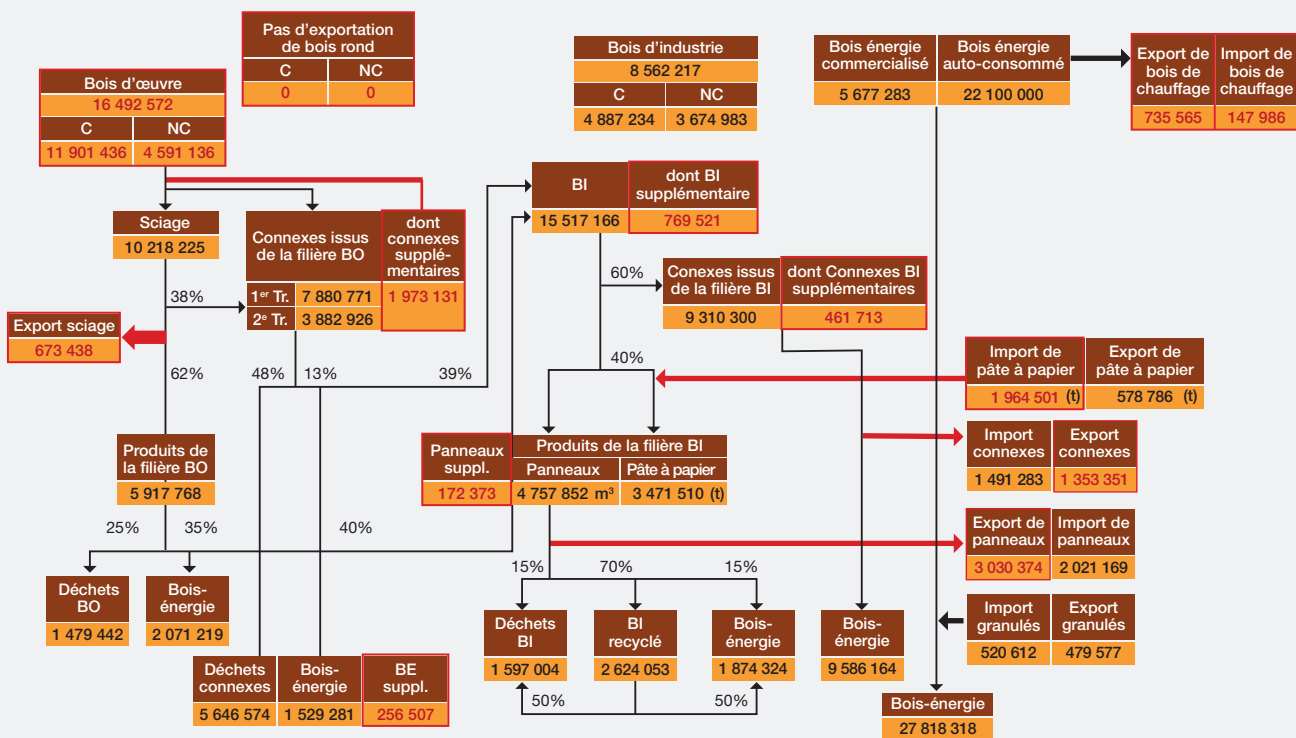 Pas d'exportation
de bois rond
C NC
0 0
Bois d'œuvre
16 492 572
C NC
11 901 436 4 591 136
Bois d'industrie
8 562 217
C NC
4 887 234 3 674 983
Bois énergie
commercialisé
5 677 283
Bois énergie
auto-consommé
22 100 000
Export de
bois de
chauffage
735 565
Import de
bois de
chauffage
147 986
Sciage
10 218 225
Connexes issus
de la filière BO
1er Tr. 7 880 771
2e Tr. 3 882 926
dont
connexes
supplé-
mentaires
1 973 131
BI
15 517 166
dont BI
supplémentaire
769 521
38%
Export sciage
673 438
62%
48% 13% 39%
60%
Conexes issus
de la filière BI
9 310 300
dont Connexes BI
supplémentaires
461 713
40%
Import de
pâte à papier
1 964 501 (t)
Export de
pâte à papier
578 786 (t)
Produits de
la filière BO
5 917 768
Panneaux
suppl.
172 373
Produits de la filière BI
Panneaux Pâte à papier
4 757 852 m³ 3 471 510 (t)
Import
connexes
1 491 283
Export
connexes
1 353 351
25% 35% 40%
Export de
panneaux
3 030 374
Import de
panneaux
2 021 169
15% 70% 15%
Déchets
BO
1 479 442
Bois-
énergie
2 071 219
Déchets
BI
1 597 004
BI
recyclé
2 624 053
Bois-
énergie
1 874 324
Bois-
énergie
9 586 164
Import
granulés
520 612
Export
granulés
479 577
Déchets
connexes
5 646 574
Bois-
énergie
1 529 281
BE
suppl.
256 507
50% 50%
Bois-énergie
27 818 318